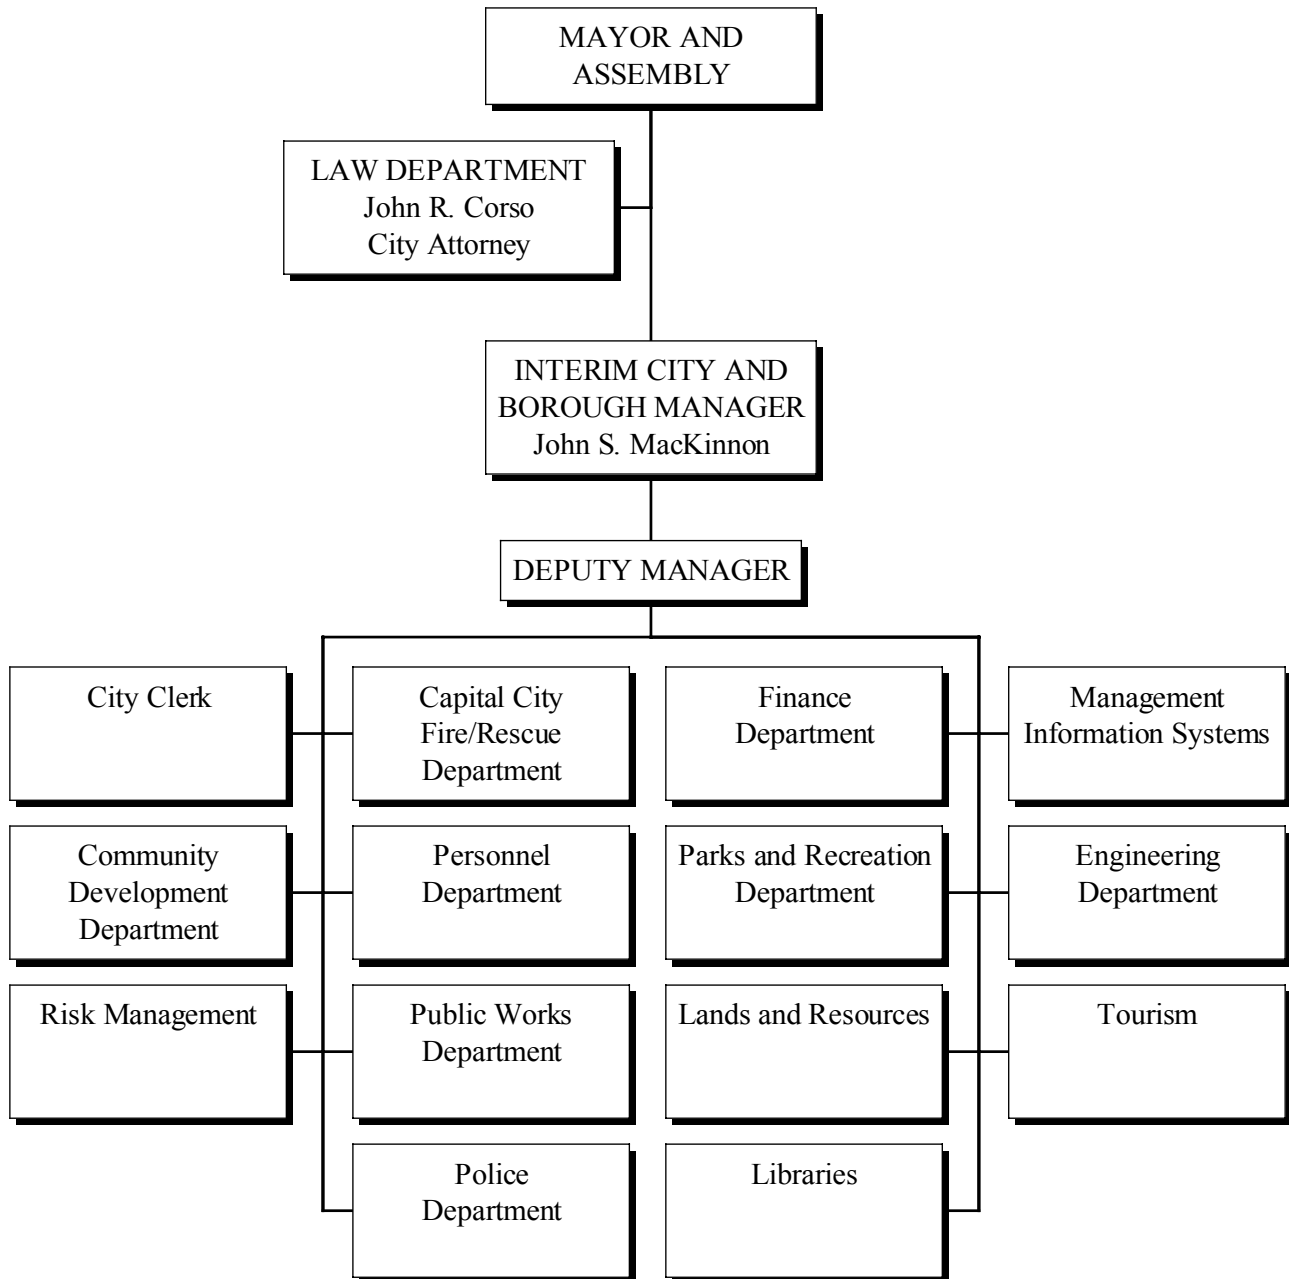 MAYOR AND
ASSEMBLY
LAW DEPARTMENT
John R. Corso
City Attorney
INTERIM CITY AND
BOROUGH MANAGER
John S. MacKinnon
DEPUTY MANAGER
City Clerk
Capital City
Fire/Rescue
Department
Finance
Department
Management
Information Systems
Community
Development
Department
Personnel
Department
Parks and Recreation
Department
Engineering
Department
Risk Management
Public Works
Department
Lands and Resources
Tourism
Police
Department
Libraries